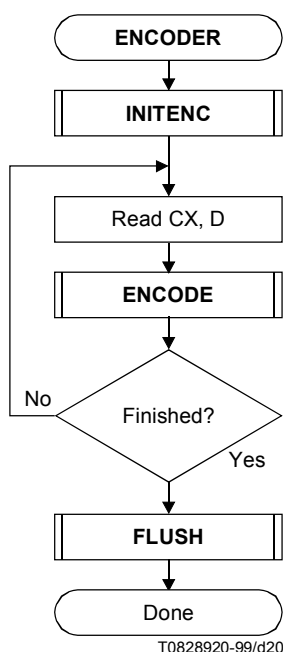 ENCODER
INITENC
Read CX, D
ENCODE
No
Finished?
Yes
FLUSH
Done
T0828920-99/d20